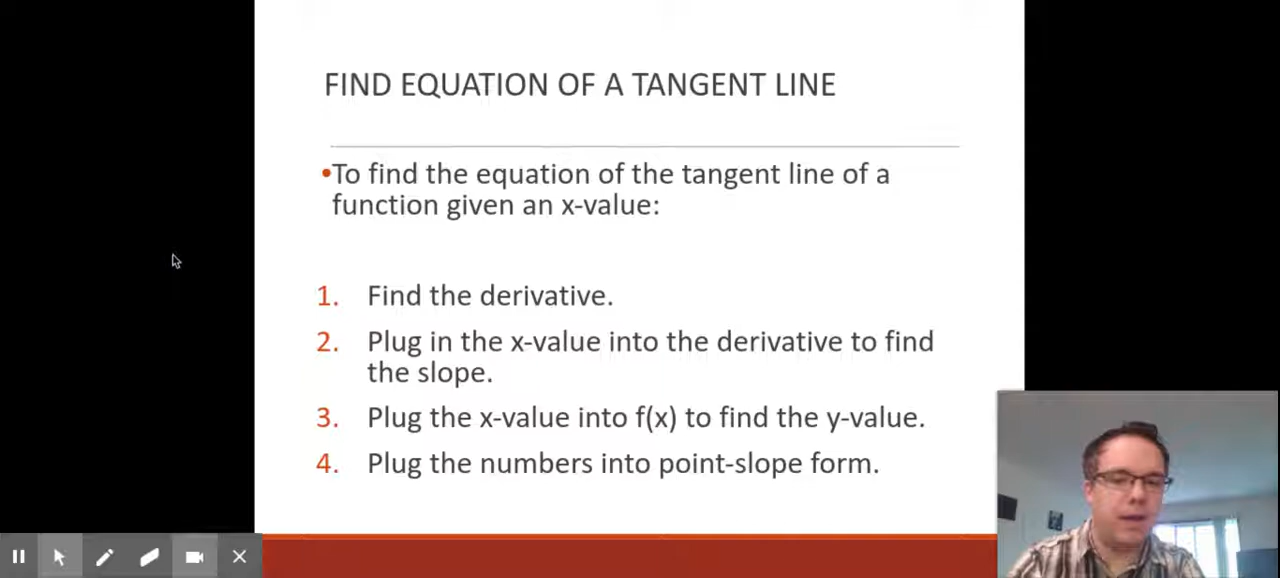 FIND EQUATION OF A TANGENT LINE
•To find the equation of the tangent line of a
function given an x-value:
1. Find the derivative.
2. Plug in the x-value into the derivative to find
the slope.
3. Plug the x-value into f(x) to find the y-value.
4. Plug the numbers into point-slope form.